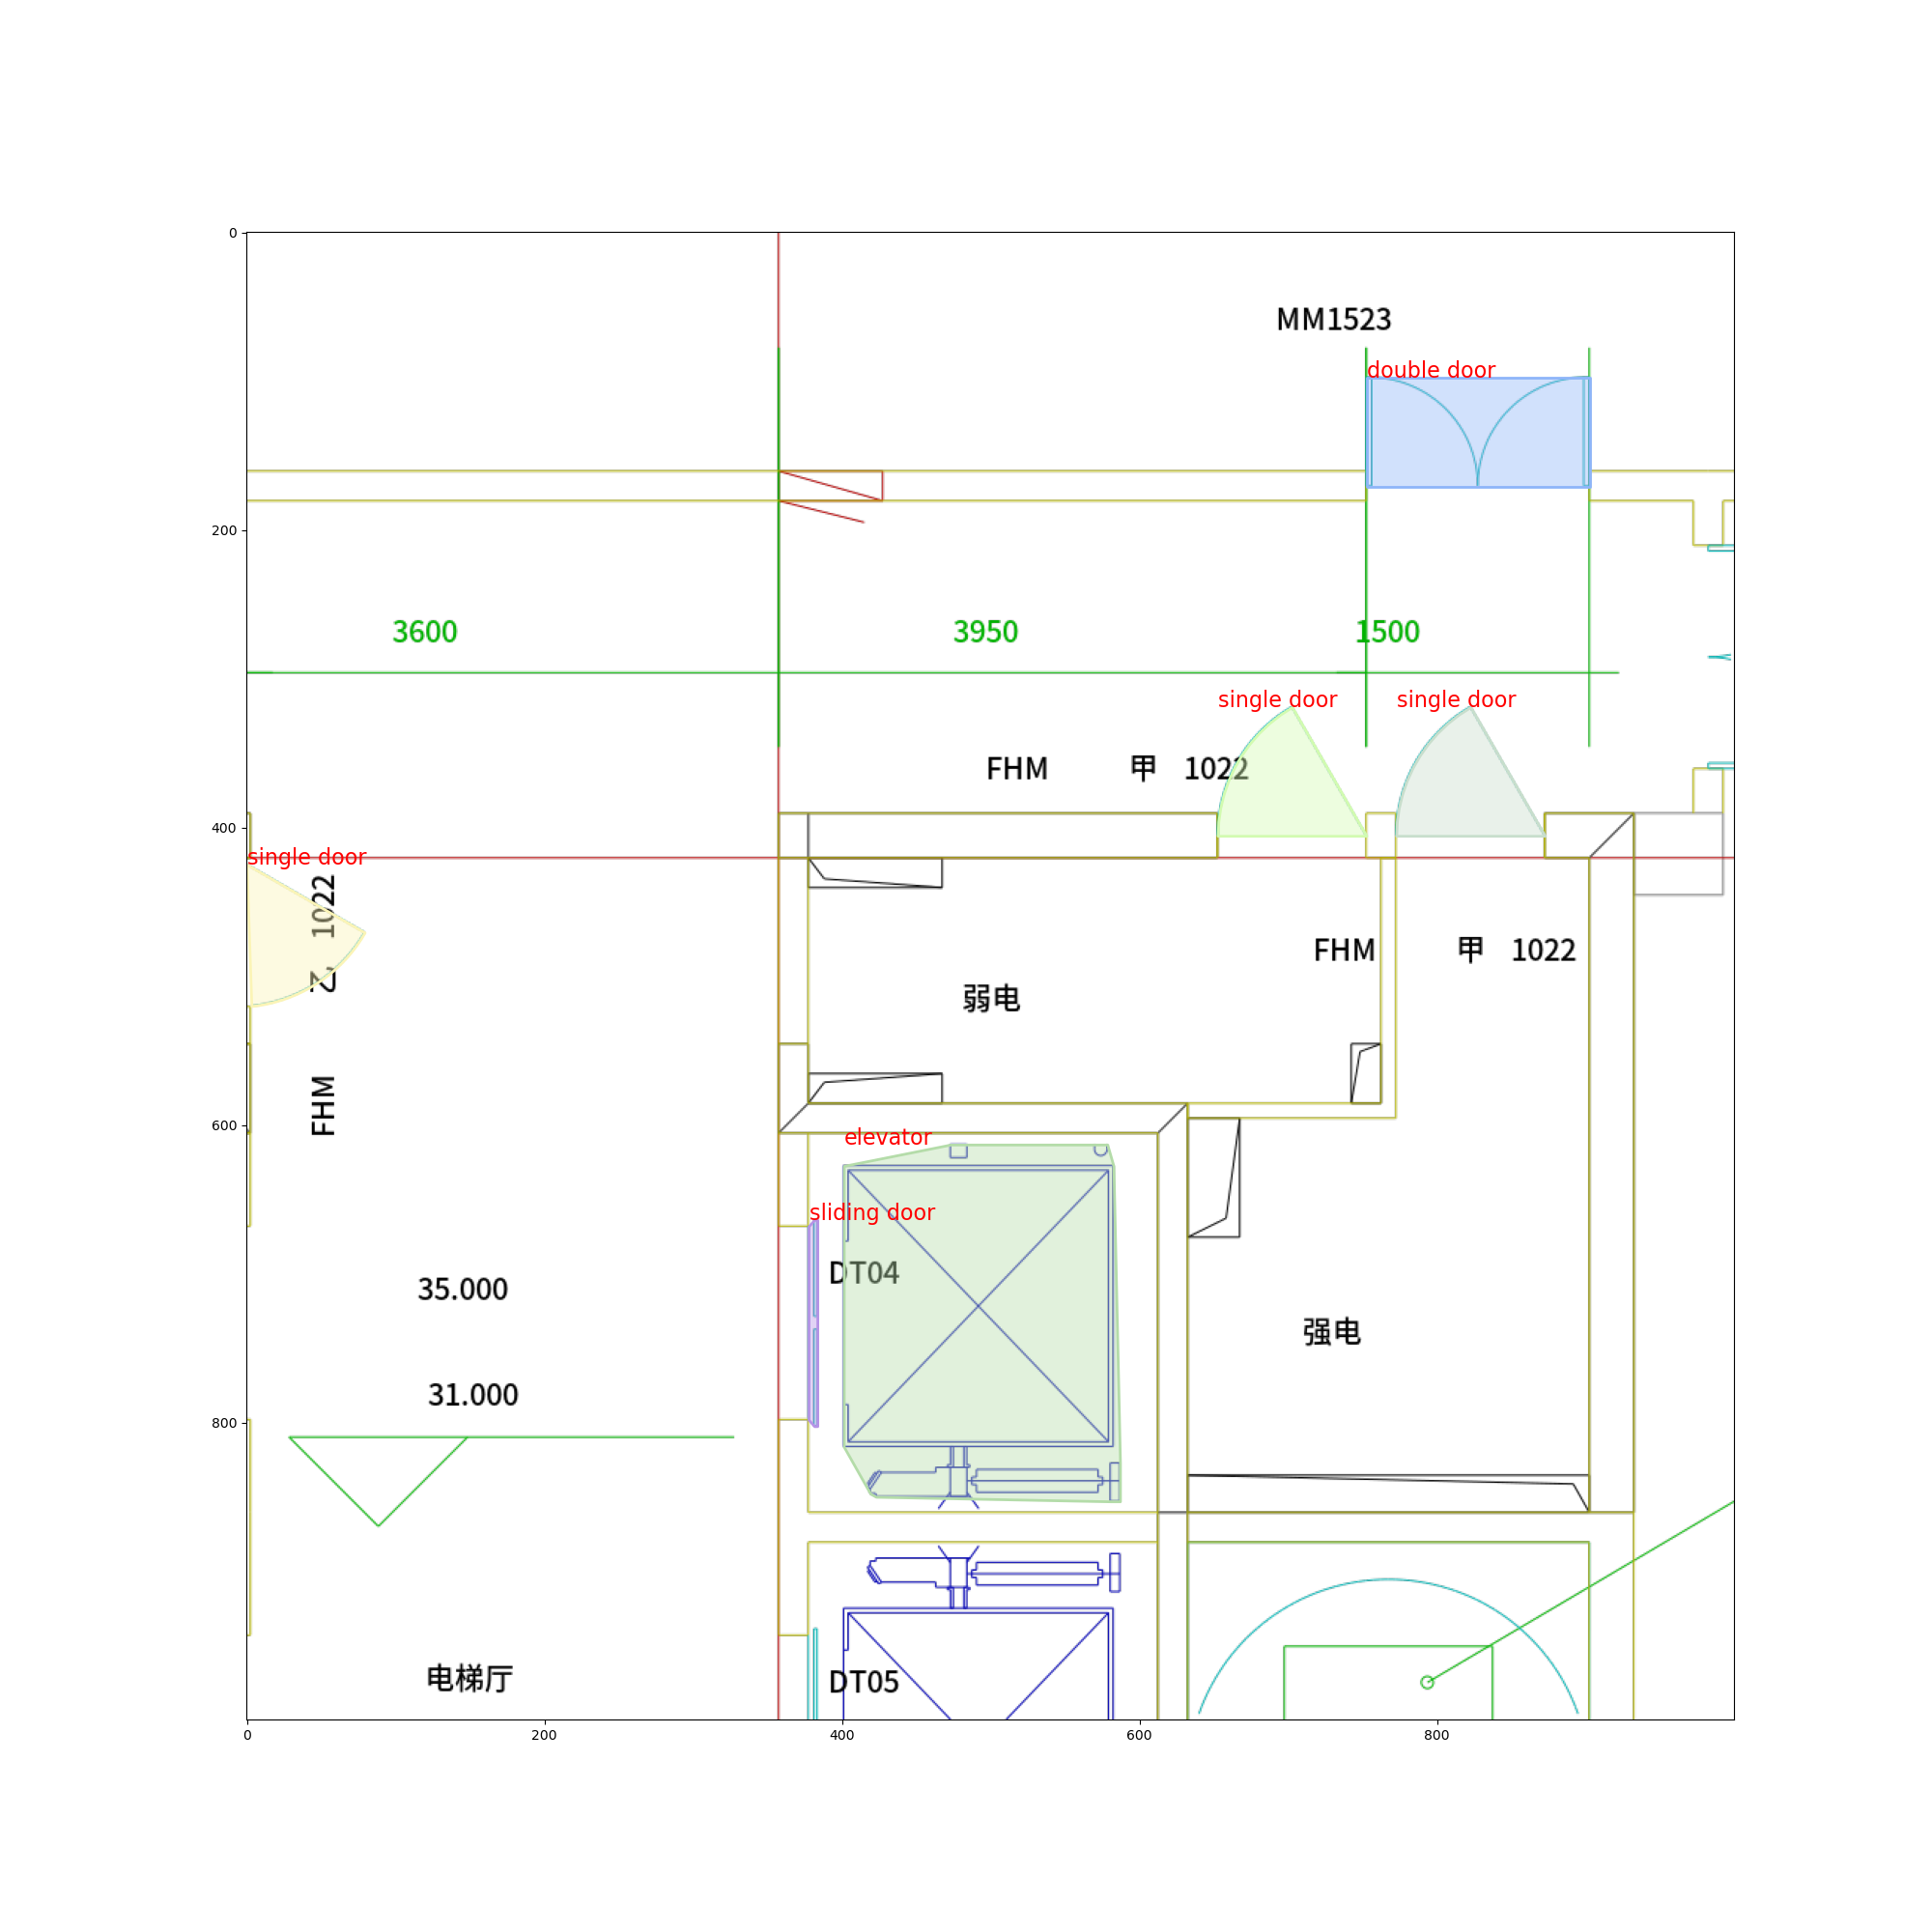 0
MM1523
double door
200
3600 3950 1500
single door single door
FHM 甲 1022
FHM 甲 1022
400
single door
FHM 乙 1022
弱电
600
elevator
sliding door
DT04
35.000
强电
31.000
800
电梯厅
DT05
0 200 400 600 800